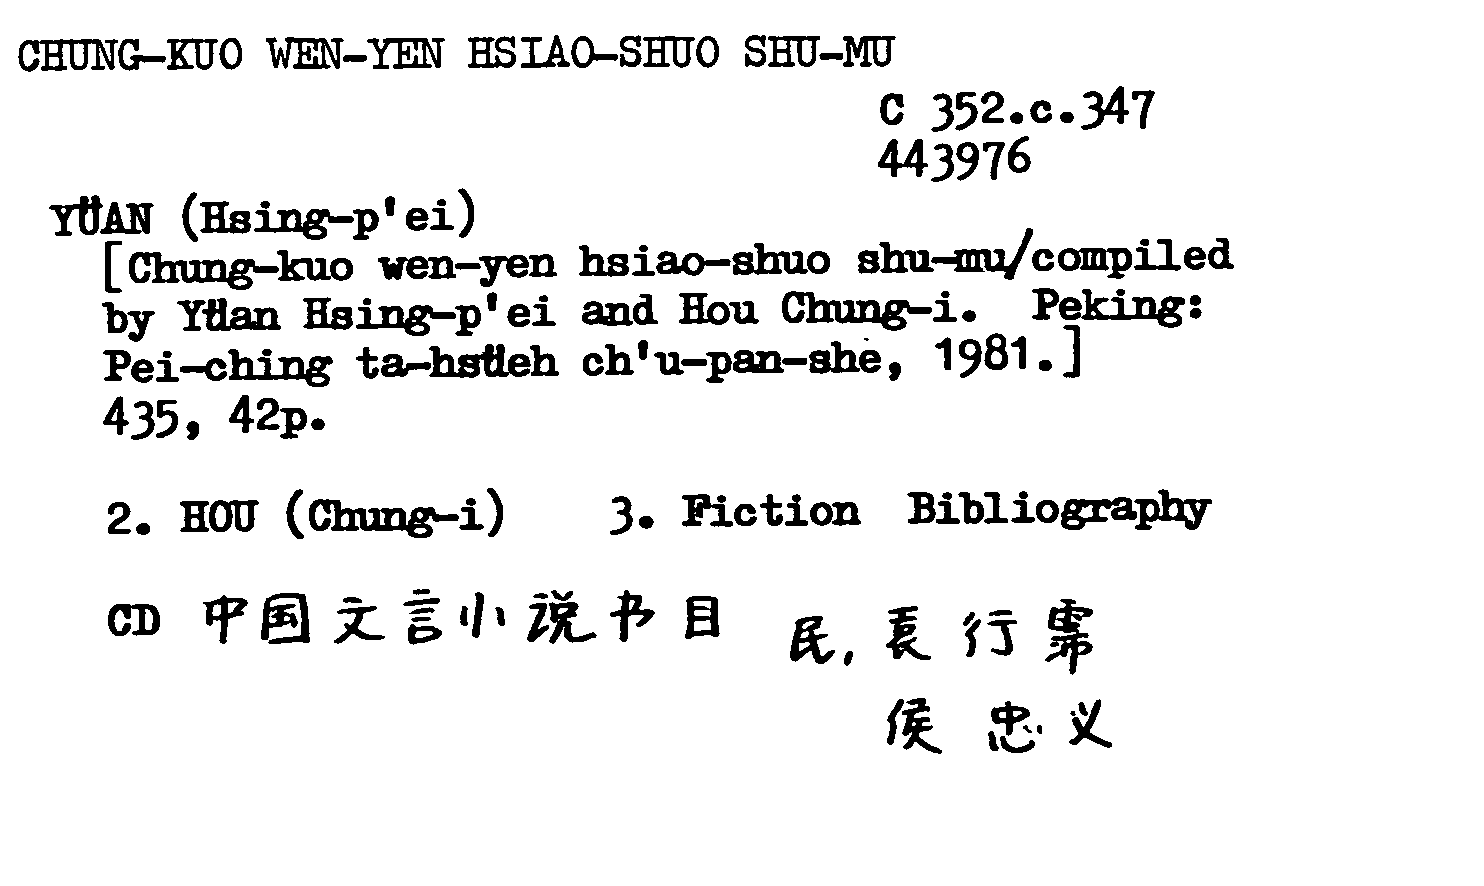 CHUNG-KUO WEN-YEN HSIAO-SHUO SHU-MU
C 352.c.347
443976
YÜAN (Hsing-p'ei)
[Chung-kuo wen-yen hsiao-shuo shu-mu/compiled
by Yüan Hsing-p'ei and Hou Chung-i. Peking:
Pei-ching ta-hsüeh ch'u-pan-she, 1981.]
435, 42p.
2. HOU (Chung-i) 3. Fiction Bibliography
CD 中国文言小说书目 民, 袁行霈
侯忠义